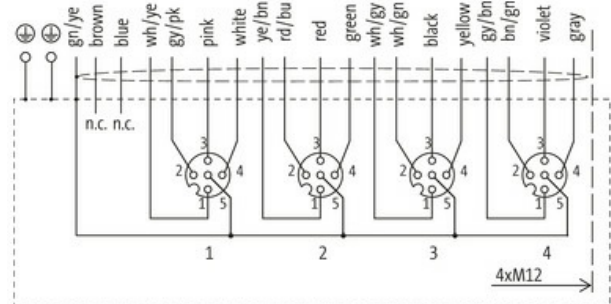 gn/ye
brown
blue
wh/ye
gy/pk
pink
white
ye/bn
rd/bu
red
green
wh/gy
wh/gn
black
yellow
gy/bn
bn/gn
violet
gray
n.c. n.c.
3 3 3 3
2 4 2 4 2 4 2 4
1 5 1 5 1 5 1 5
1 2 3 4
4xM12